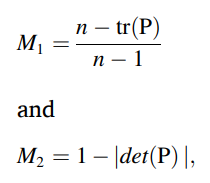 M₁ = (n − tr(P)) / (n − 1)
and
M₂ = 1 − |det(P)|,